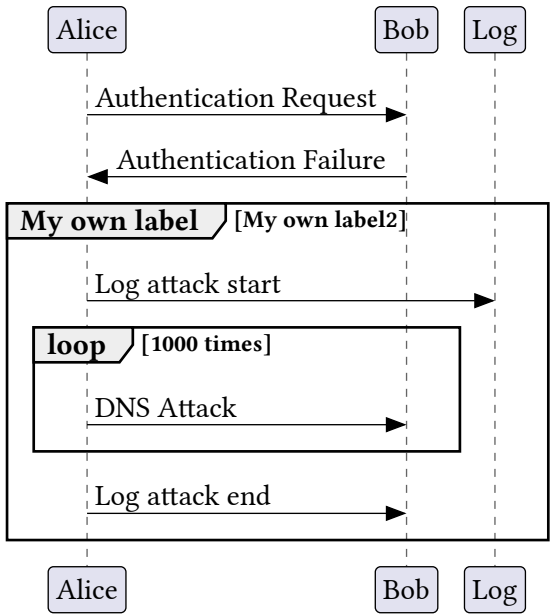 Alice Bob Log
Authentication Request
Authentication Failure
My own label [My own label2]
Log attack start
loop [1000 times]
DNS Attack
Log attack end
Alice Bob Log